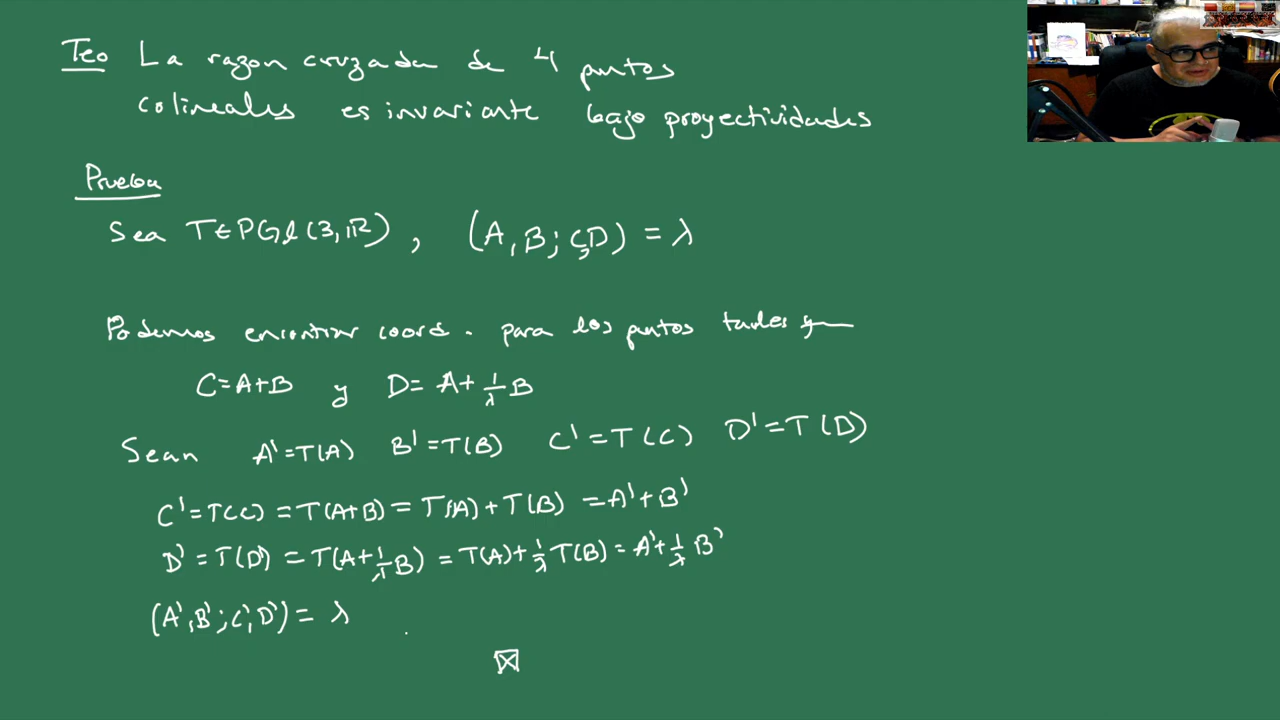 Teo La razon cruzada de 4 puntos
colineales es invariante bajo proyectividades
Prueba
Sea T∈PGl(3,ℝ), (A,B;C,D) = λ
Podemos encontrar coord. para los puntos tales que
C=A+B y D= A+1/λ B
Sean A'=T(A) B'=T(B) C'=T(C) D'=T(D)
C'=T(C) = T(A+B) = T(A)+T(B) =A'+B'
D' = T(D) = T(A+1/λ B) = T(A)+1/λ T(B) = A'+1/λ B'
(A',B';C',D') = λ